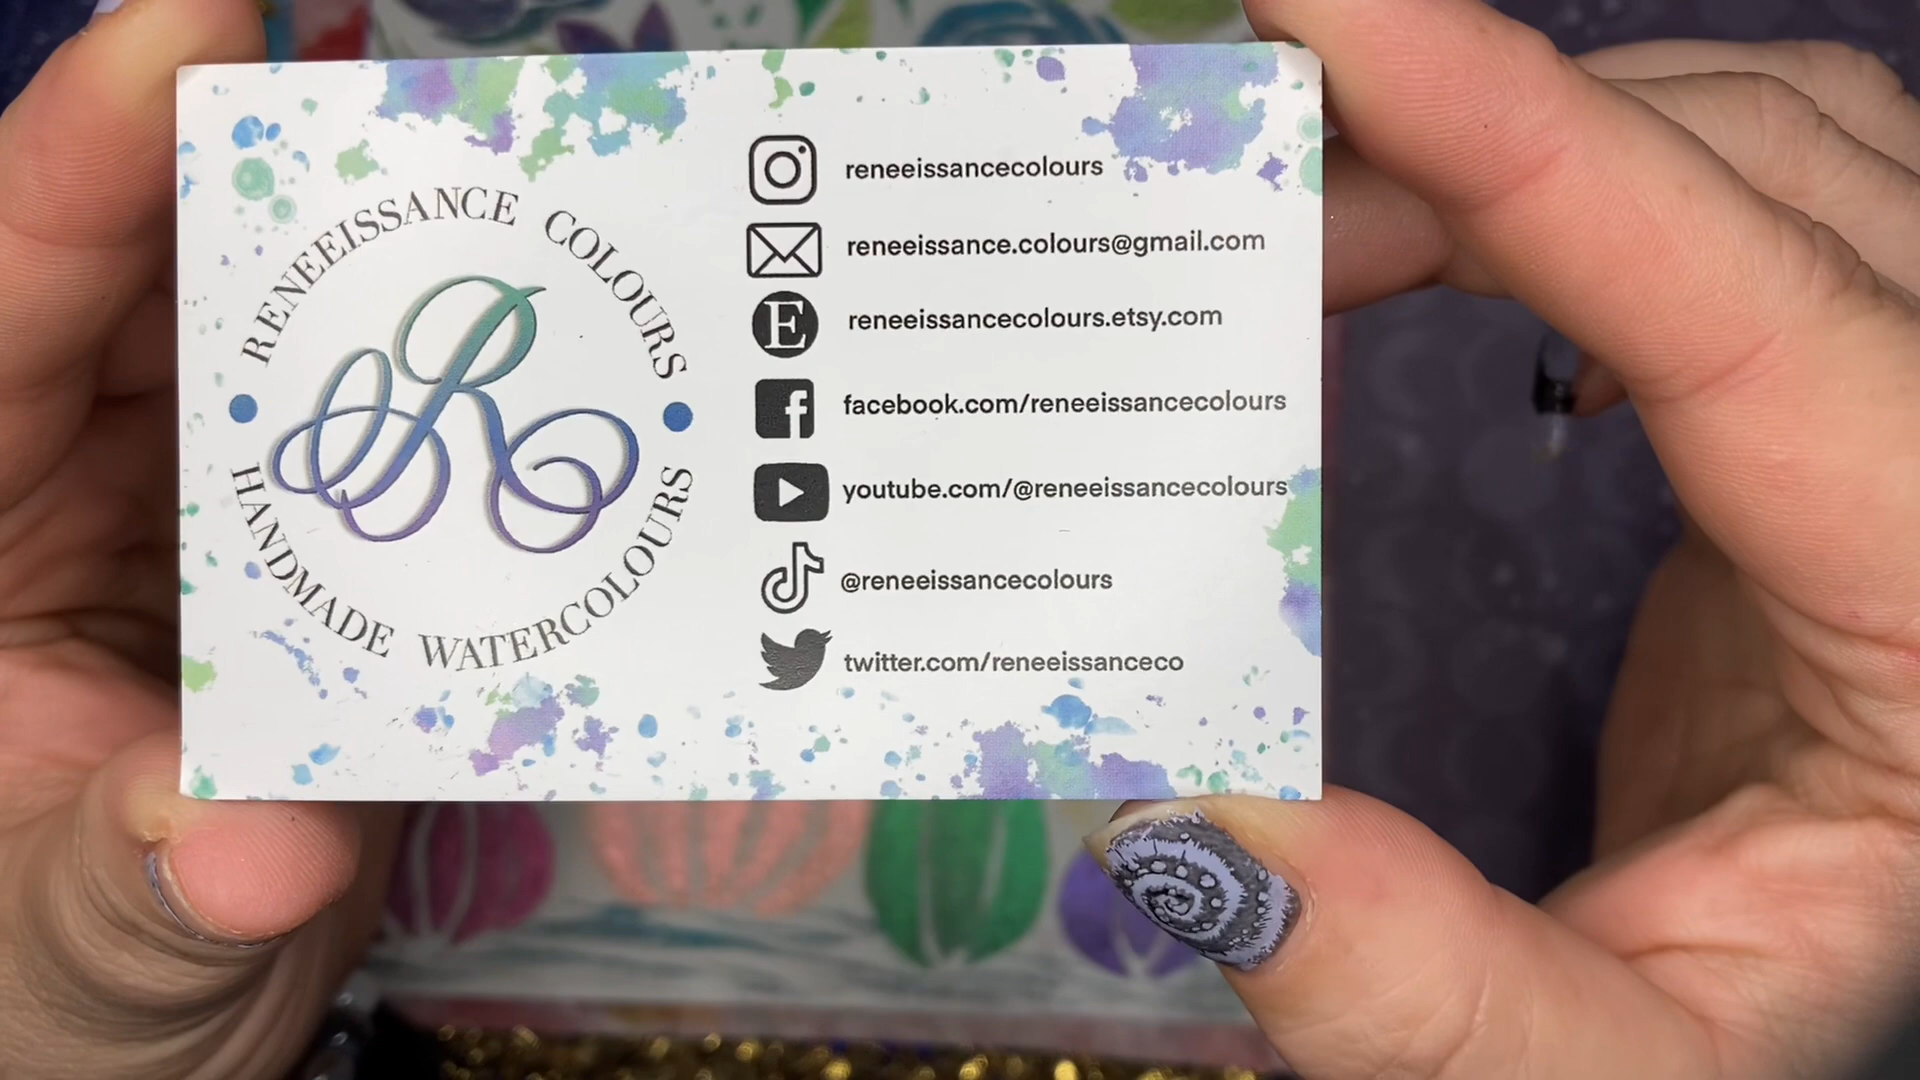 RENEEISSANCE COLOURS
R
HANDMADE WATERCOLOURS
reneeissancecolours
reneeissance.colours@gmail.com
E reneeissancecolours.etsy.com
f facebook.com/reneeissancecolours
youtube.com/@reneeissancecolours
@reneeissancecolours
twitter.com/reneeissanceco